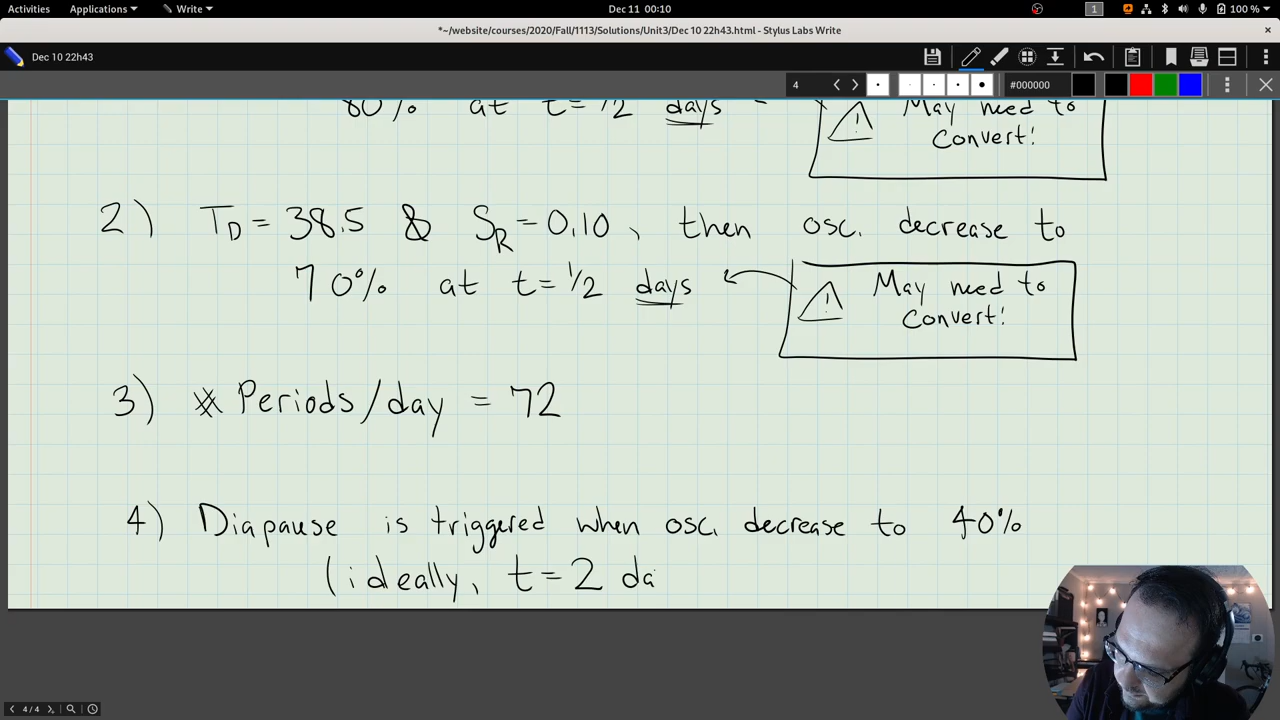 Activities Applications Write Dec 11 00:10 1 100 %
*~/website/courses/2020/Fall/1113/Solutions/Unit3/Dec 10 22h43.html - Stylus Labs Write
Dec 10 22h43
4 #000000
80% at t = 1/2 days
May need to
Convert!
2) T_D = 38.5 & S_R = 0.10, then osc. decrease to
70% at t = 1/2 days
May need to
Convert!
3) # Periods/day = 72
4) Diapause is triggered when osc. decrease to 40%
(ideally, t = 2 da
4 / 4